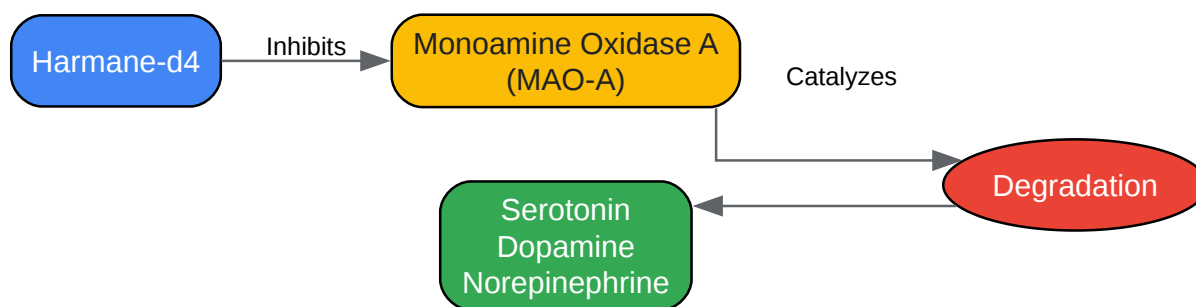 Harmane-d4
Inhibits
Monoamine Oxidase A
(MAO-A)
Catalyzes
Degradation
Serotonin
Dopamine
Norepinephrine